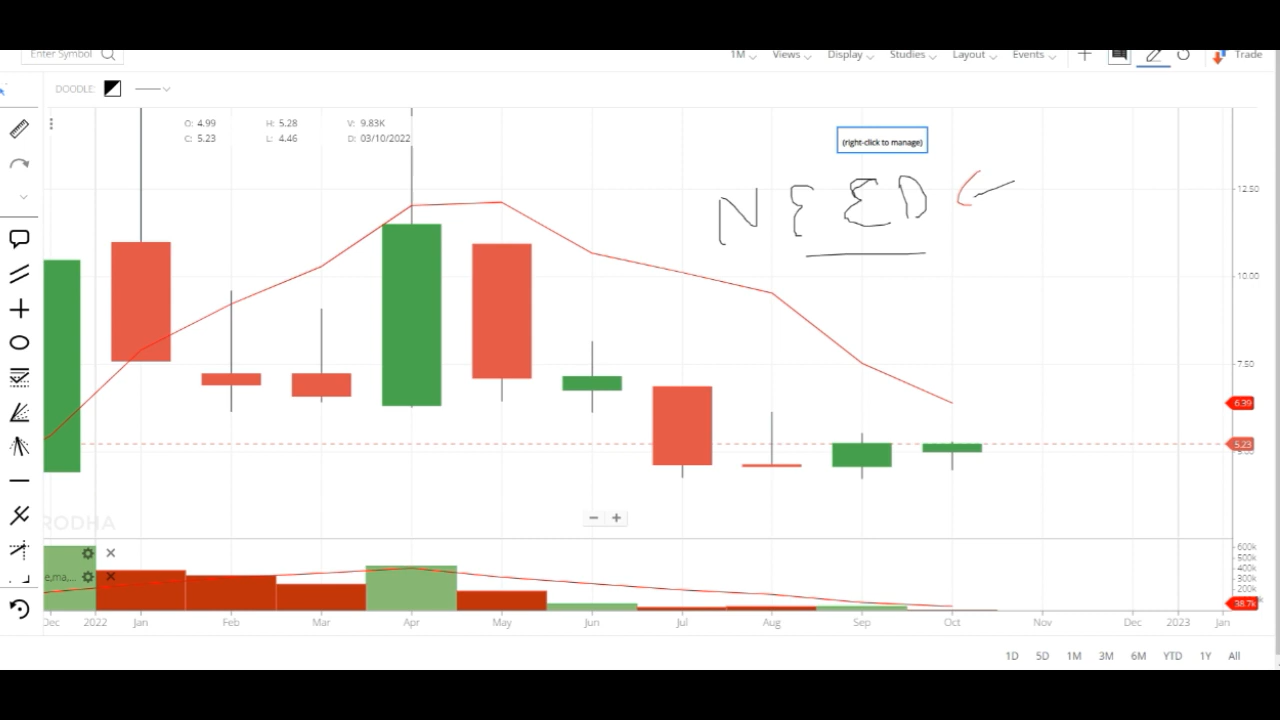 Enter Symbol 1M Views Display Studies Layout Events Trade
DOODLE:
O: 4.99 H: 5.28 V: 9.83K
C: 5.23 L: 4.46 D: 03/10/2022
(right-click to manage)
NEED
12.50
10.00
7.50
6.39
5.23
RODHA
600k
500k
400k
300k
200k
e,ma,...
38.7k
Dec 2022 Jan Feb Mar Apr May Jun Jul Aug Sep Oct Nov Dec 2023 Jan
1D 5D 1M 3M 6M YTD 1Y All